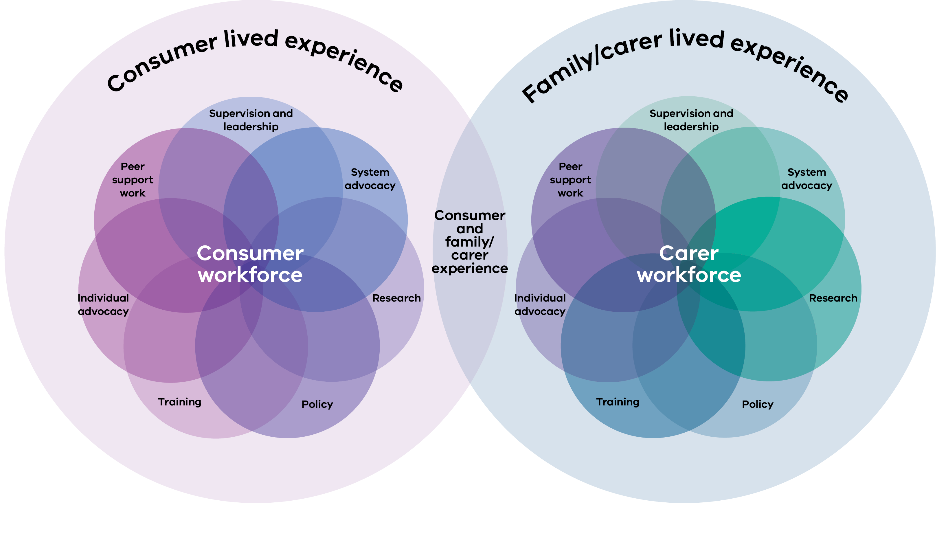 Consumer lived experience
Supervision and
leadership
Peer
support
work
System
advocacy
Consumer
workforce
Individual
advocacy
Research
Training
Policy
Consumer
and
family/
carer
experience
Family/carer lived experience
Supervision and
leadership
Peer
support
work
System
advocacy
Carer
workforce
Individual
advocacy
Research
Training
Policy